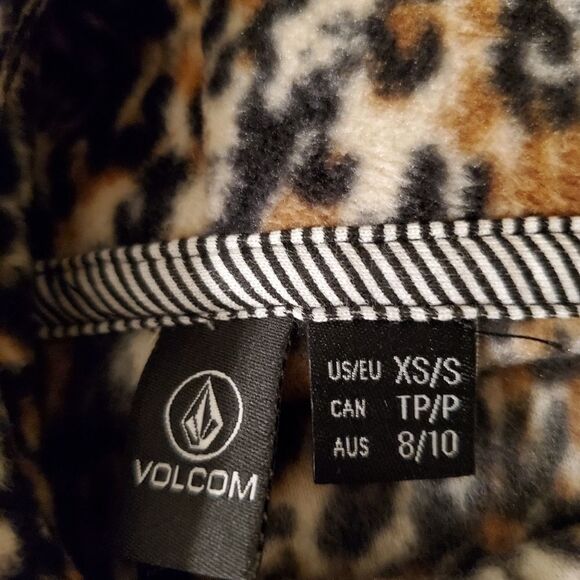 VOLCOM
US/EU XS/S
CAN TP/P
AUS 8/10